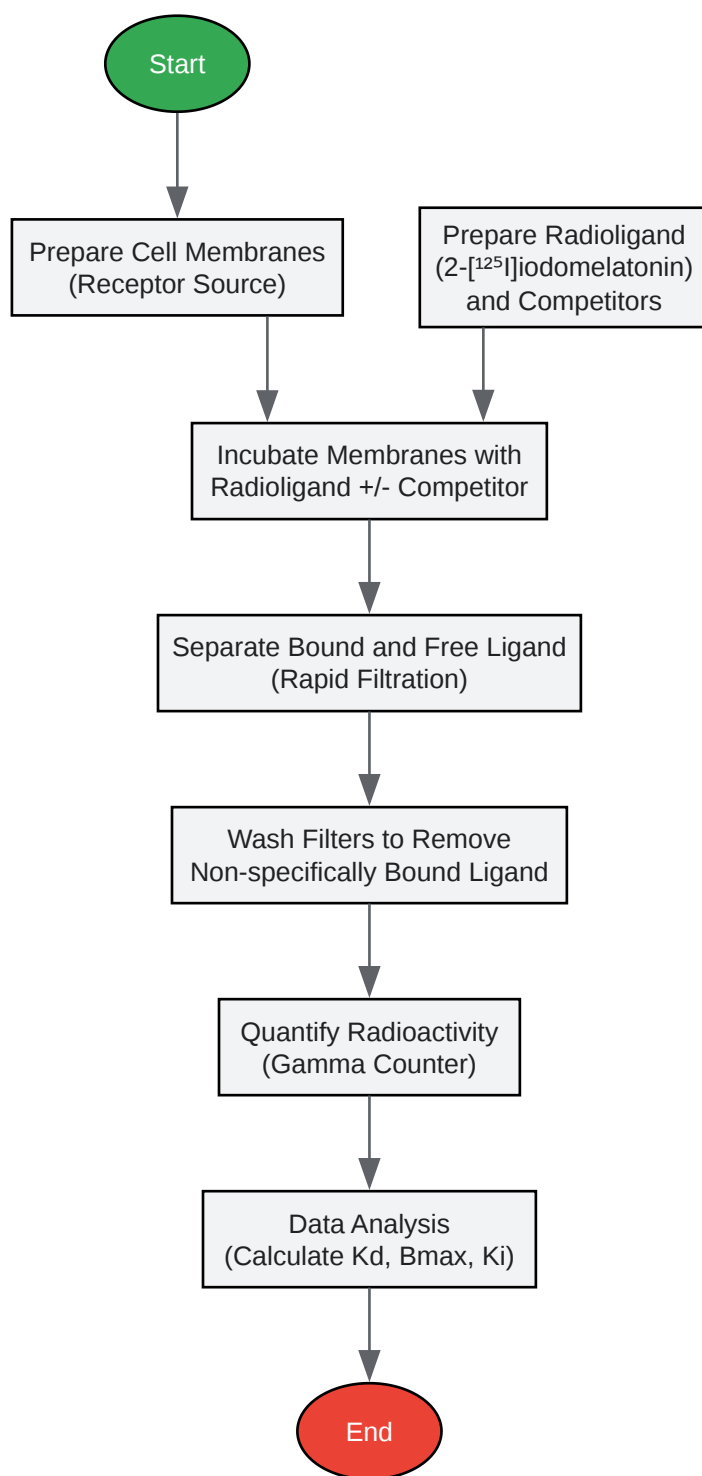 Start
Prepare Cell Membranes
(Receptor Source)
Prepare Radioligand
(2-[¹²⁵I]iodomelatonin)
and Competitors
Incubate Membranes with
Radioligand +/- Competitor
Separate Bound and Free Ligand
(Rapid Filtration)
Wash Filters to Remove
Non-specifically Bound Ligand
Quantify Radioactivity
(Gamma Counter)
Data Analysis
(Calculate Kd, Bmax, Ki)
End